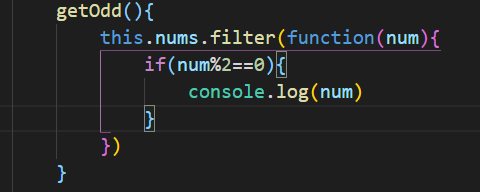 getOdd(){
this.nums.filter(function(num){
if(num%2==0){
console.log(num)
}
})
}